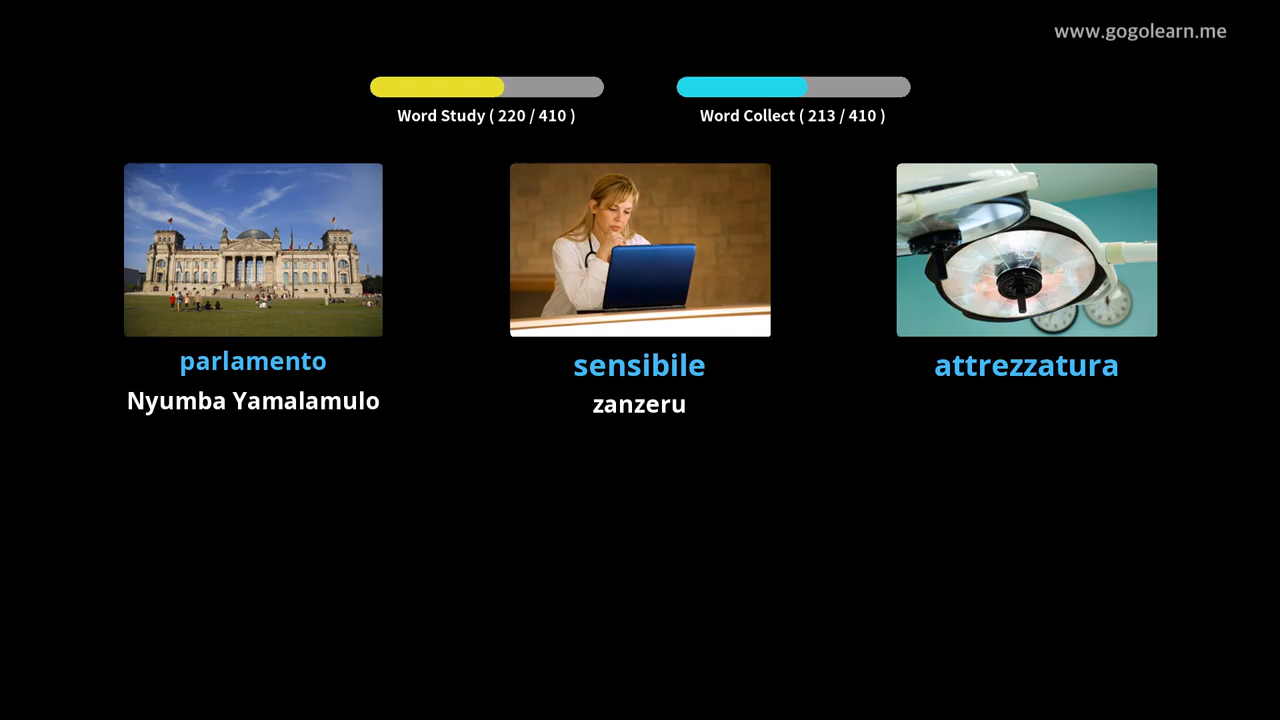 www.gogolearn.me
Word Study ( 220 / 410 )
Word Collect ( 213 / 410 )
parlamento
Nyumba Yamalamulo
sensibile
zanzeru
attrezzatura